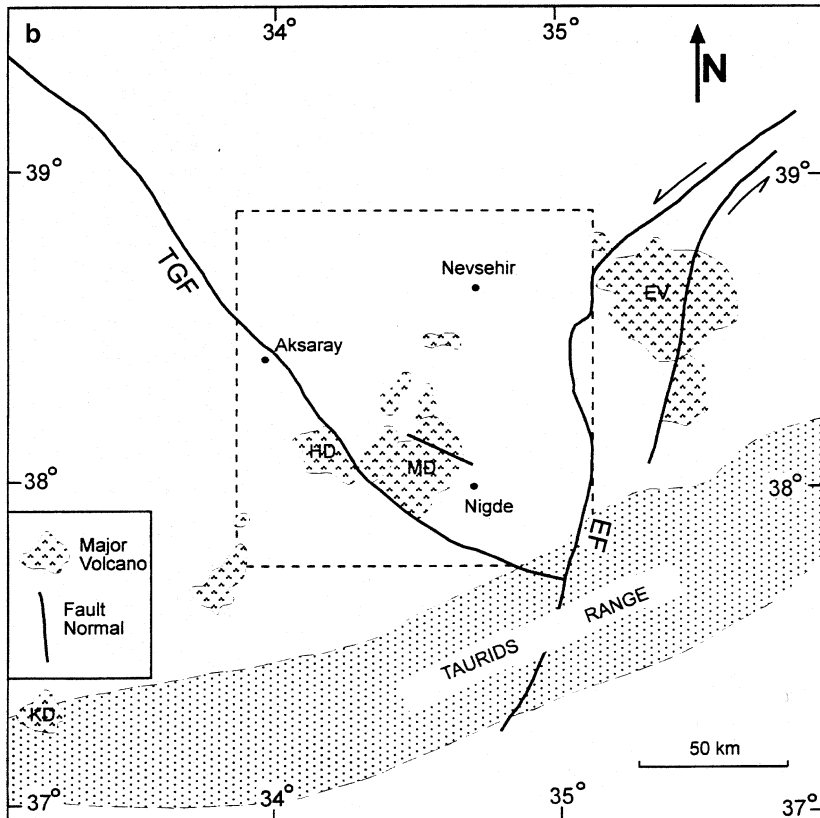 b
34°
35°
N
39°
39°
TGF
Nevsehir
EV
Aksaray
HD
MD
38°
38°
Nigde
EF
Major
Volcano
Fault
Normal
TAURIDS RANGE
KD
50 km
37°
34°
35°
37°